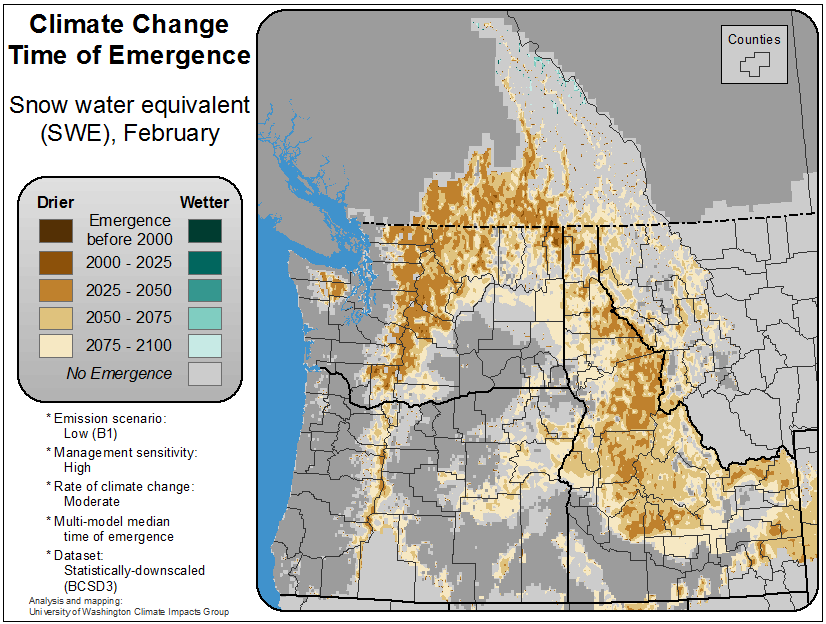 Climate Change
Time of Emergence
Snow water equivalent
(SWE), February
Drier
Wetter
Emergence
before 2000
2000 - 2025
2025 - 2050
2050 - 2075
2075 - 2100
No Emergence
* Emission scenario:
Low (B1)
* Management sensitivity:
High
* Rate of climate change:
Moderate
* Multi-model median
time of emergence
* Dataset:
Statistically-downscaled
(BCSD3)
Analysis and mapping:
University of Washington Climate Impacts Group
Counties